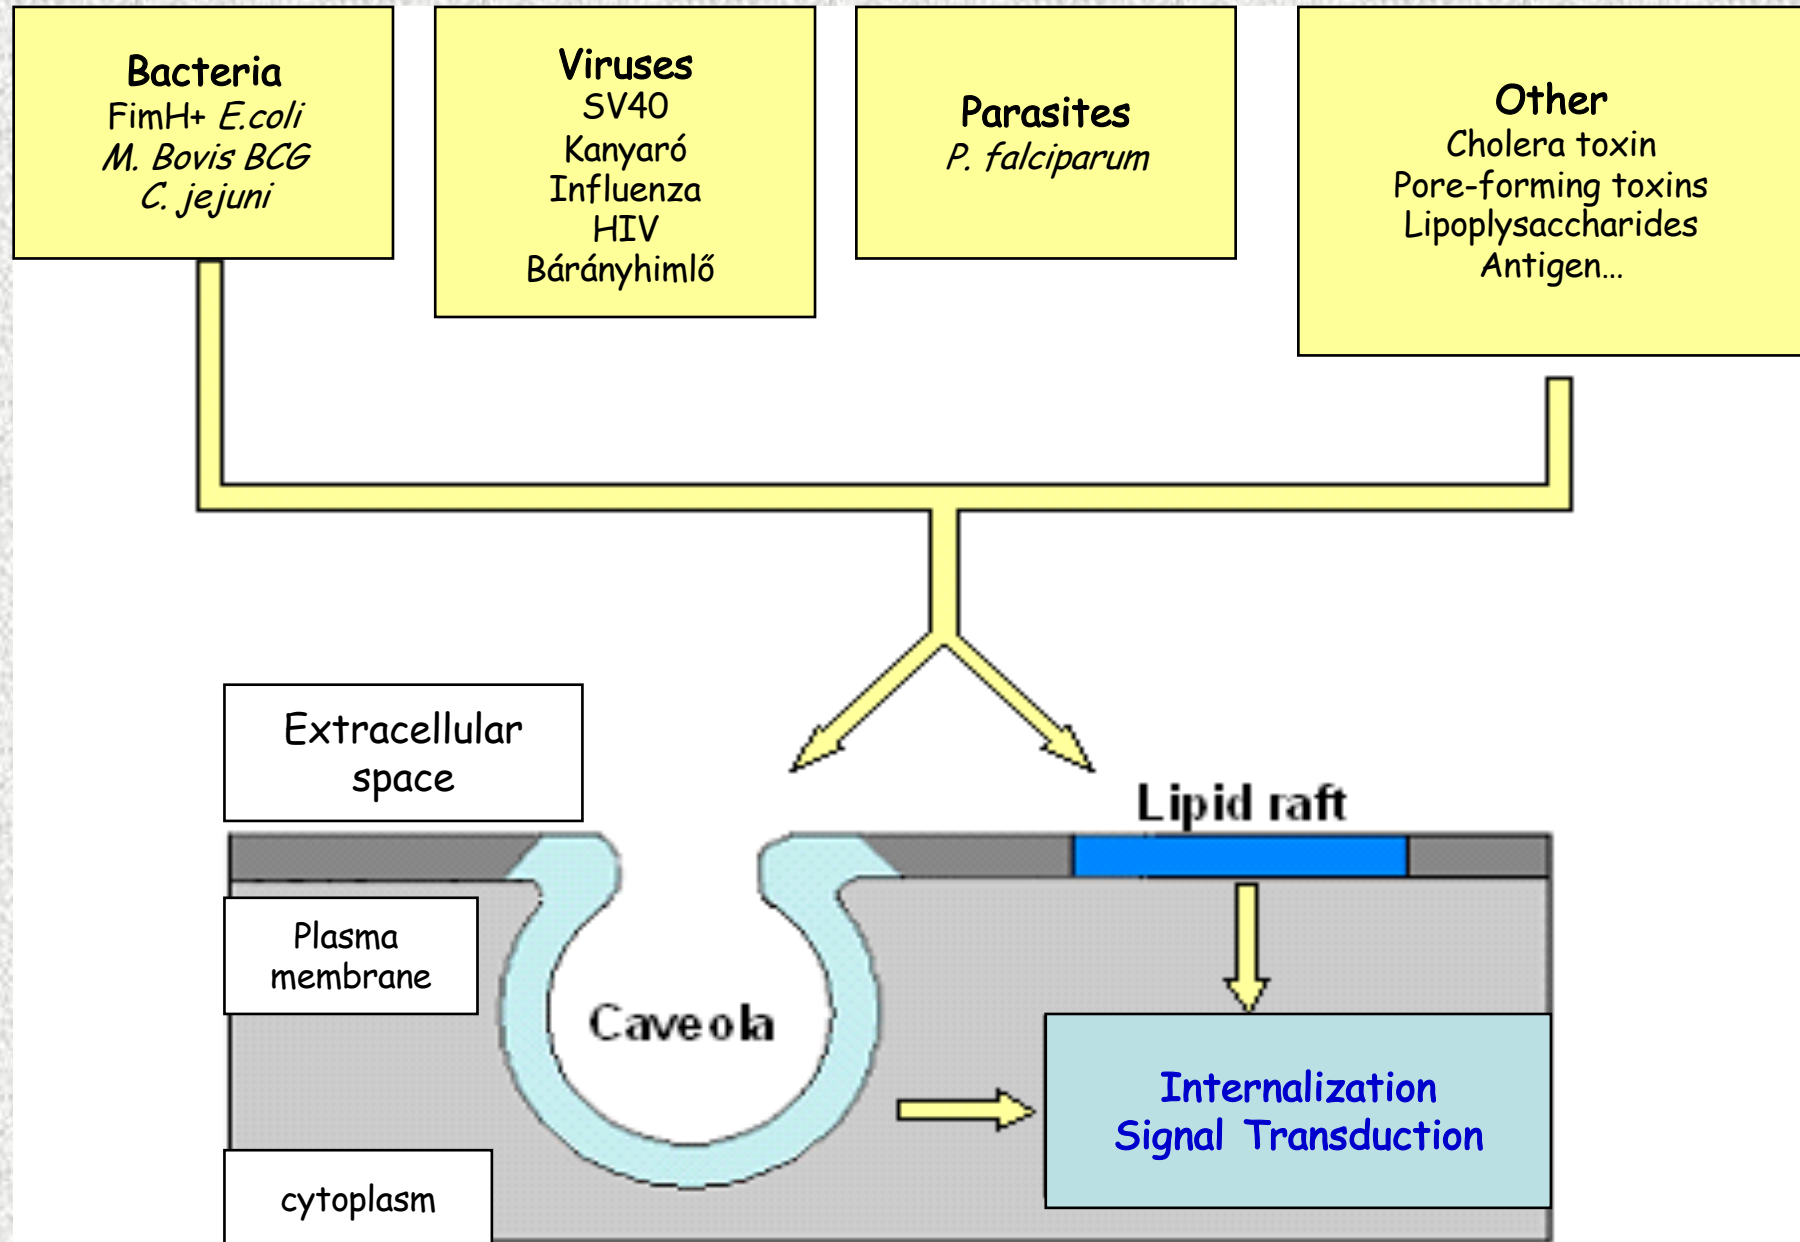 Bacteria
FimH+ E.coli
M. Bovis BCG
C. jejuni
Viruses
SV40
Kanyaró
Influenza
HIV
Bárányhimlő
Parasites
P. falciparum
Other
Cholera toxin
Pore-forming toxins
Lipoplysaccharides
Antigen...
Extracellular
space
Lipid raft
Plasma
membrane
Caveola
Internalization
Signal Transduction
cytoplasm